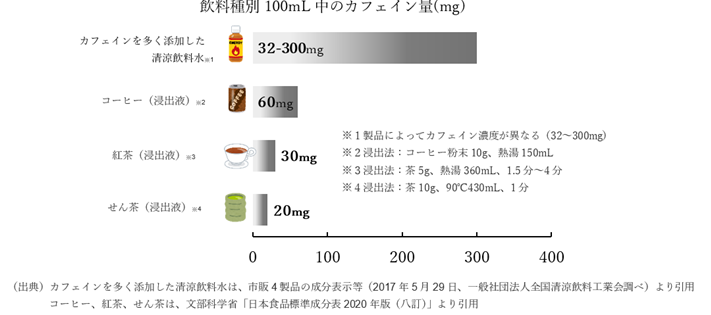 飲料種別 100mL 中のカフェイン量(mg)
カフェインを多く添加した
清涼飲料水※1
32-300mg
コーヒー（浸出液）※2
60mg
紅茶（浸出液）※3
30mg
せん茶（浸出液）※4
20mg
※１製品によってカフェイン濃度が異なる（32～300mg）
※２浸出法：コーヒー粉末 10g、熱湯 150mL
※３浸出法：茶 5g、熱湯 360mL、1.5 分～4 分
※４浸出法：茶 10g、90℃430mL、1 分
0 100 200 300 400
（出典）カフェインを多く添加した清涼飲料水は、市販４製品の成分表示等（2017 年 5 月 29 日、一般社団法人全国清涼飲料工業会調べ）より引用
コーヒー、紅茶、せん茶は、文部科学省「日本食品標準成分表 2020 年版（八訂）」より引用